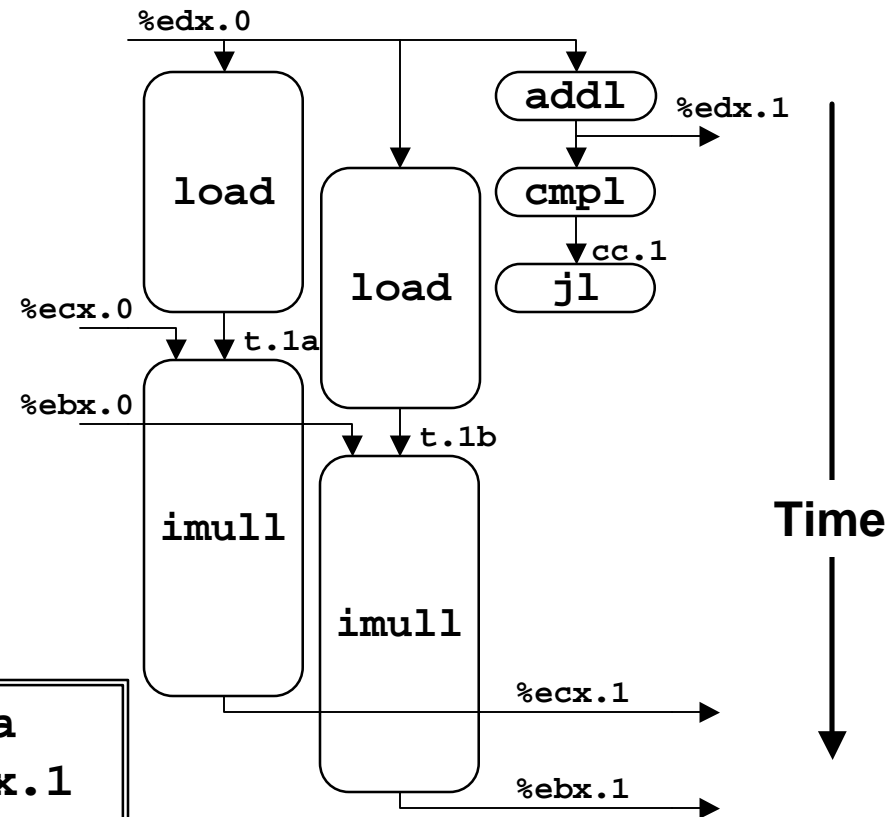 %edx.0
addl
%edx.1
load
cmpl
cc.1
load
jl
%ecx.0
t.1a
%ebx.0
t.1b
Time
imull
imull
%ecx.1
a
x.1
%ebx.1